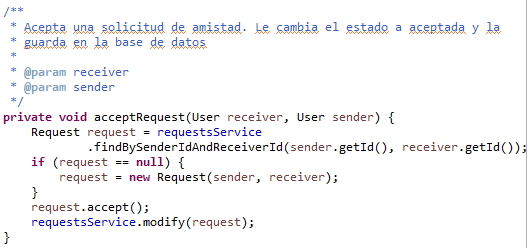 /**
 * Acepta una solicitud de amistad. Le cambia el estado a aceptada y la
 * guarda en la base de datos
 *
 * @param receiver
 * @param sender
 */
private void acceptRequest(User receiver, User sender) {
    Request request = requestsService
            .findBySenderIdAndReceiverId(sender.getId(), receiver.getId());
    if (request == null) {
        request = new Request(sender, receiver);
    }
    request.accept();
    requestsService.modify(request);
}